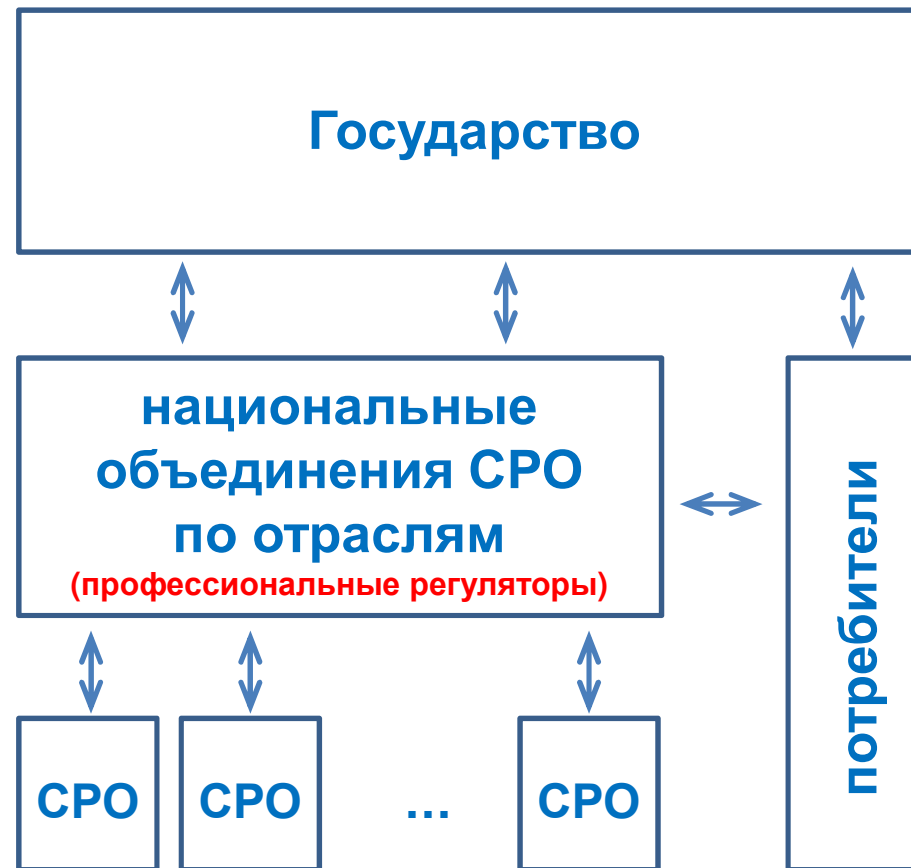 Государство
национальные
объединения СРО
по отраслям
(профессиональные регуляторы)
потребители
СРО
СРО
...
СРО